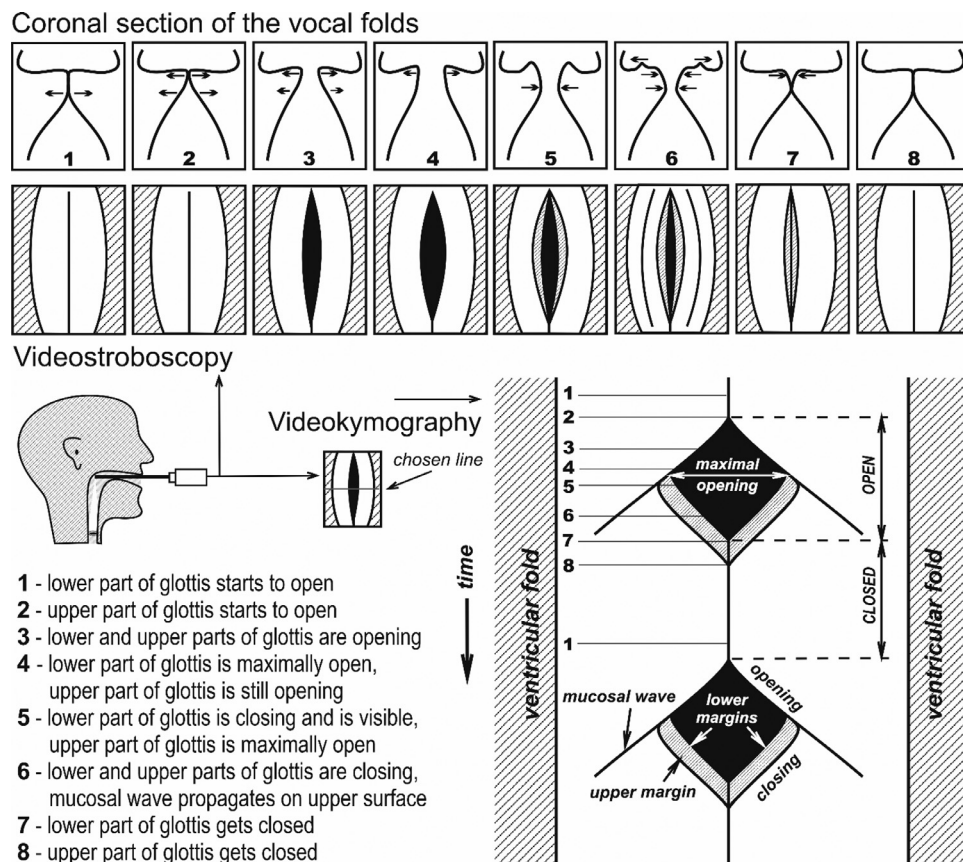 Coronal section of the vocal folds
1 2 3 4 5 6 7 8
Videostroboscopy
Videokymography
chosen line
1 - lower part of glottis starts to open
2 - upper part of glottis starts to open
3 - lower and upper parts of glottis are opening
4 - lower part of glottis is maximally open,
upper part of glottis is still opening
5 - lower part of glottis is closing and is visible,
upper part of glottis is maximally open
6 - lower and upper parts of glottis are closing,
mucosal wave propagates on upper surface
7 - lower part of glottis gets closed
8 - upper part of glottis gets closed
time
ventricular fold
1
2
3
4
5
6
7
8
1
maximal
opening
OPEN
CLOSED
mucosal wave
opening
lower
margins
upper margin
closing
ventricular fold